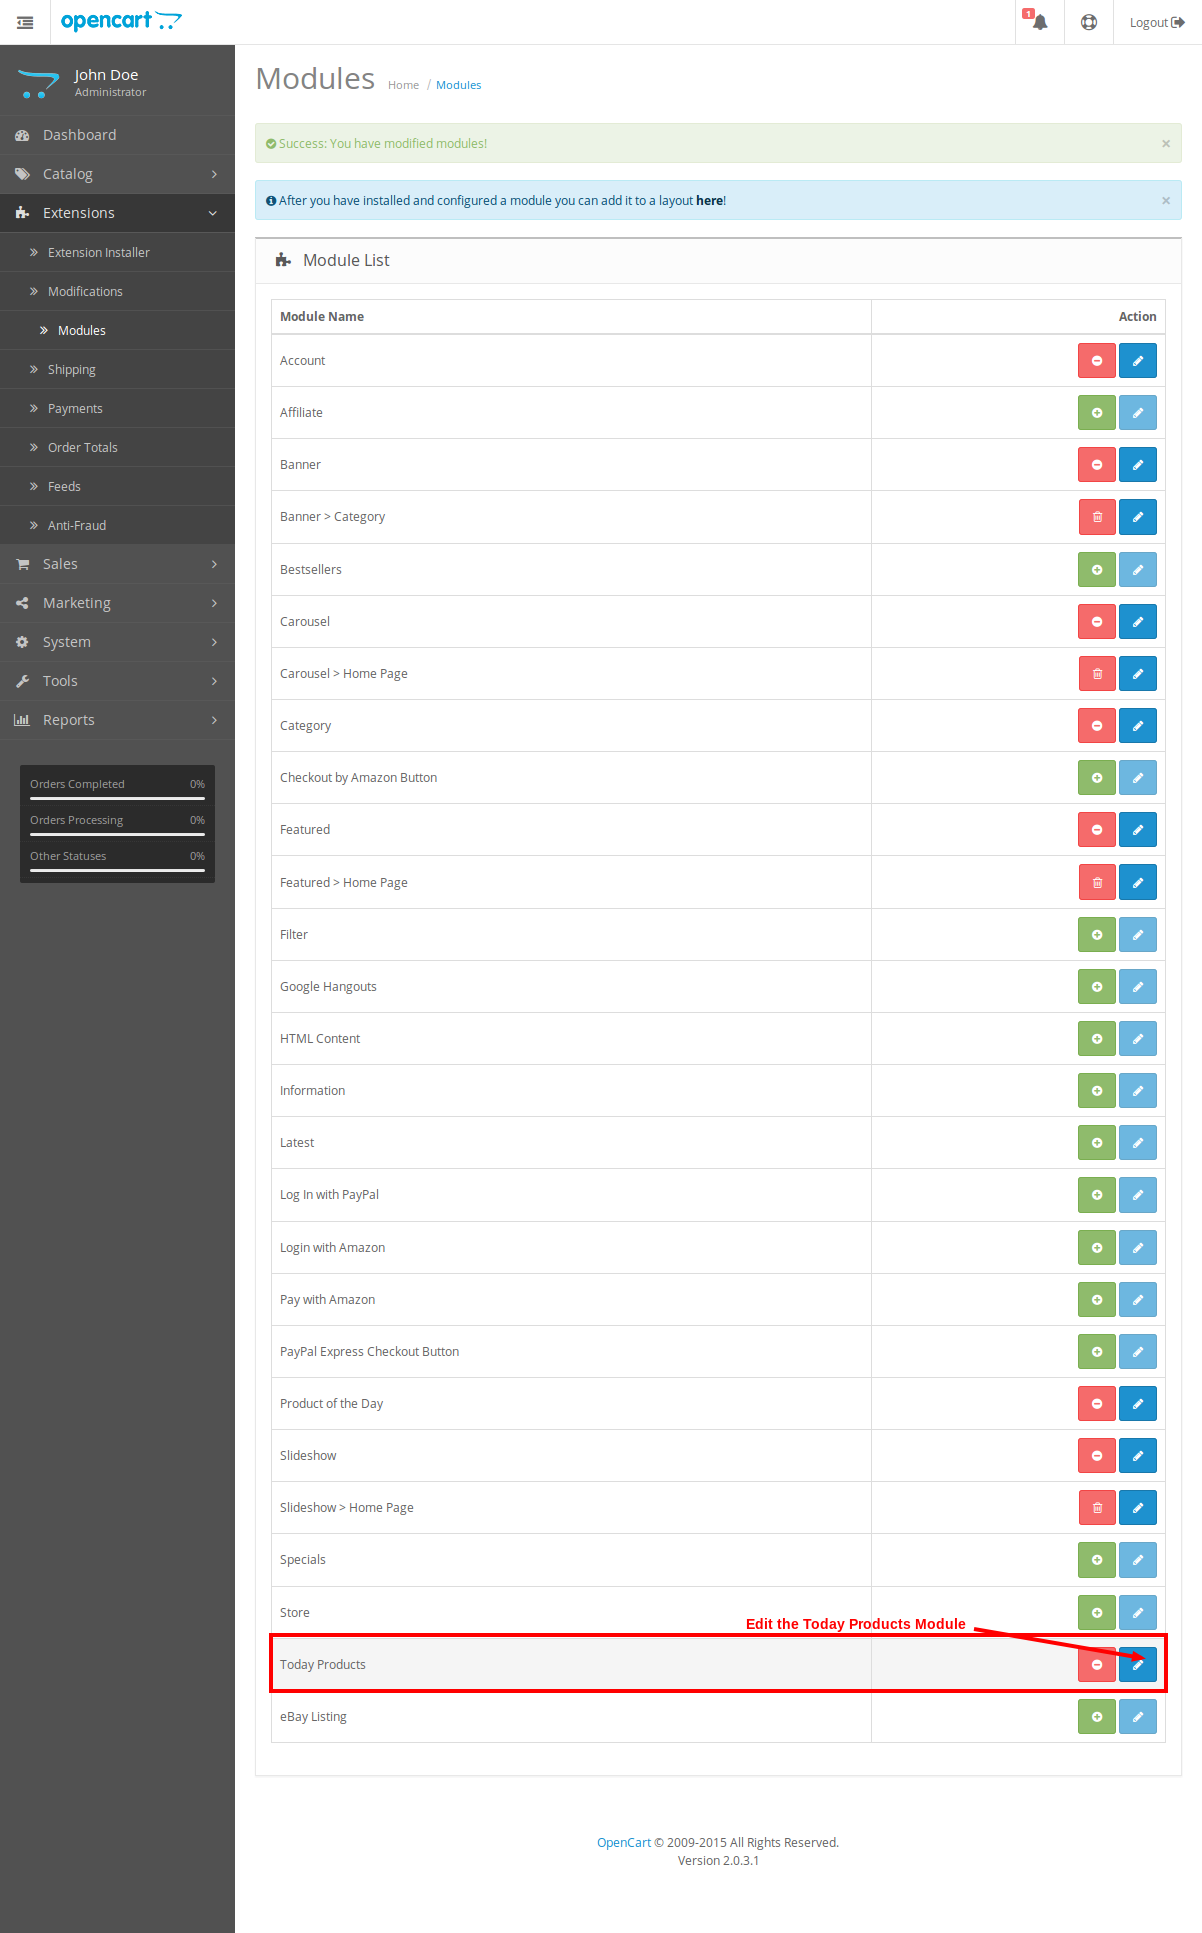 opencart
1
Logout
John Doe
Administrator
Dashboard
Catalog
Extensions
Extension Installer
Modifications
Modules
Shipping
Payments
Order Totals
Feeds
Anti-Fraud
Sales
Marketing
System
Tools
Reports
Orders Completed 0%
Orders Processing 0%
Other Statuses 0%
Modules Home / Modules
Success: You have modified modules! ×
After you have installed and configured a module you can add it to a layout here! ×
Module List
Module Name Action
Account
Affiliate
Banner
Banner > Category
Bestsellers
Carousel
Carousel > Home Page
Category
Checkout by Amazon Button
Featured
Featured > Home Page
Filter
Google Hangouts
HTML Content
Information
Latest
Log In with PayPal
Login with Amazon
Pay with Amazon
PayPal Express Checkout Button
Product of the Day
Slideshow
Slideshow > Home Page
Specials
Store
Edit the Today Products Module
Today Products
eBay Listing
OpenCart © 2009-2015 All Rights Reserved.
Version 2.0.3.1